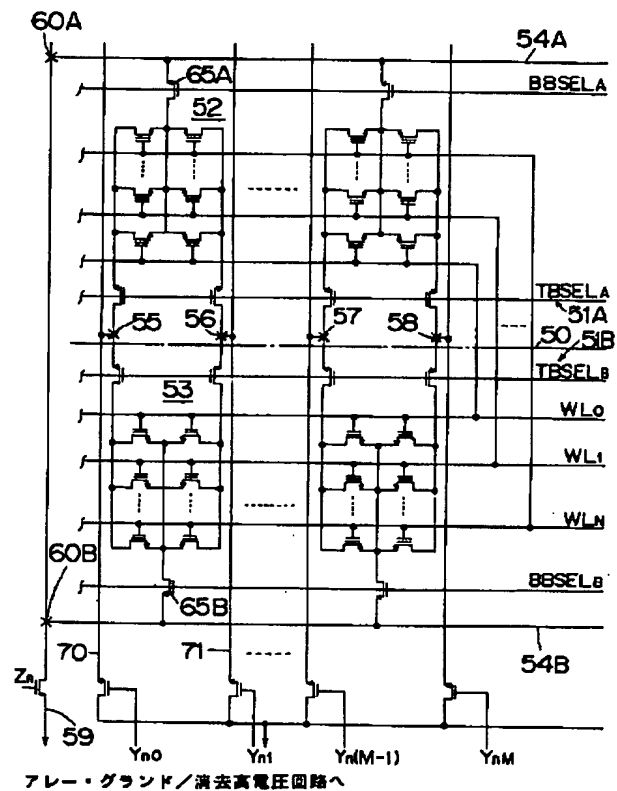 60A
54A
65A
BBSELA
52
TBSELA
51A
55
56
57
58
50
51B
TBSELB
53
WL0
WL1
WLN
60B
65B
BBSELB
70
71
54B
Zn
59
Yn0
Yn1
Yn(M-1)
YnM
アレー・グランド/消去高電圧回路へ